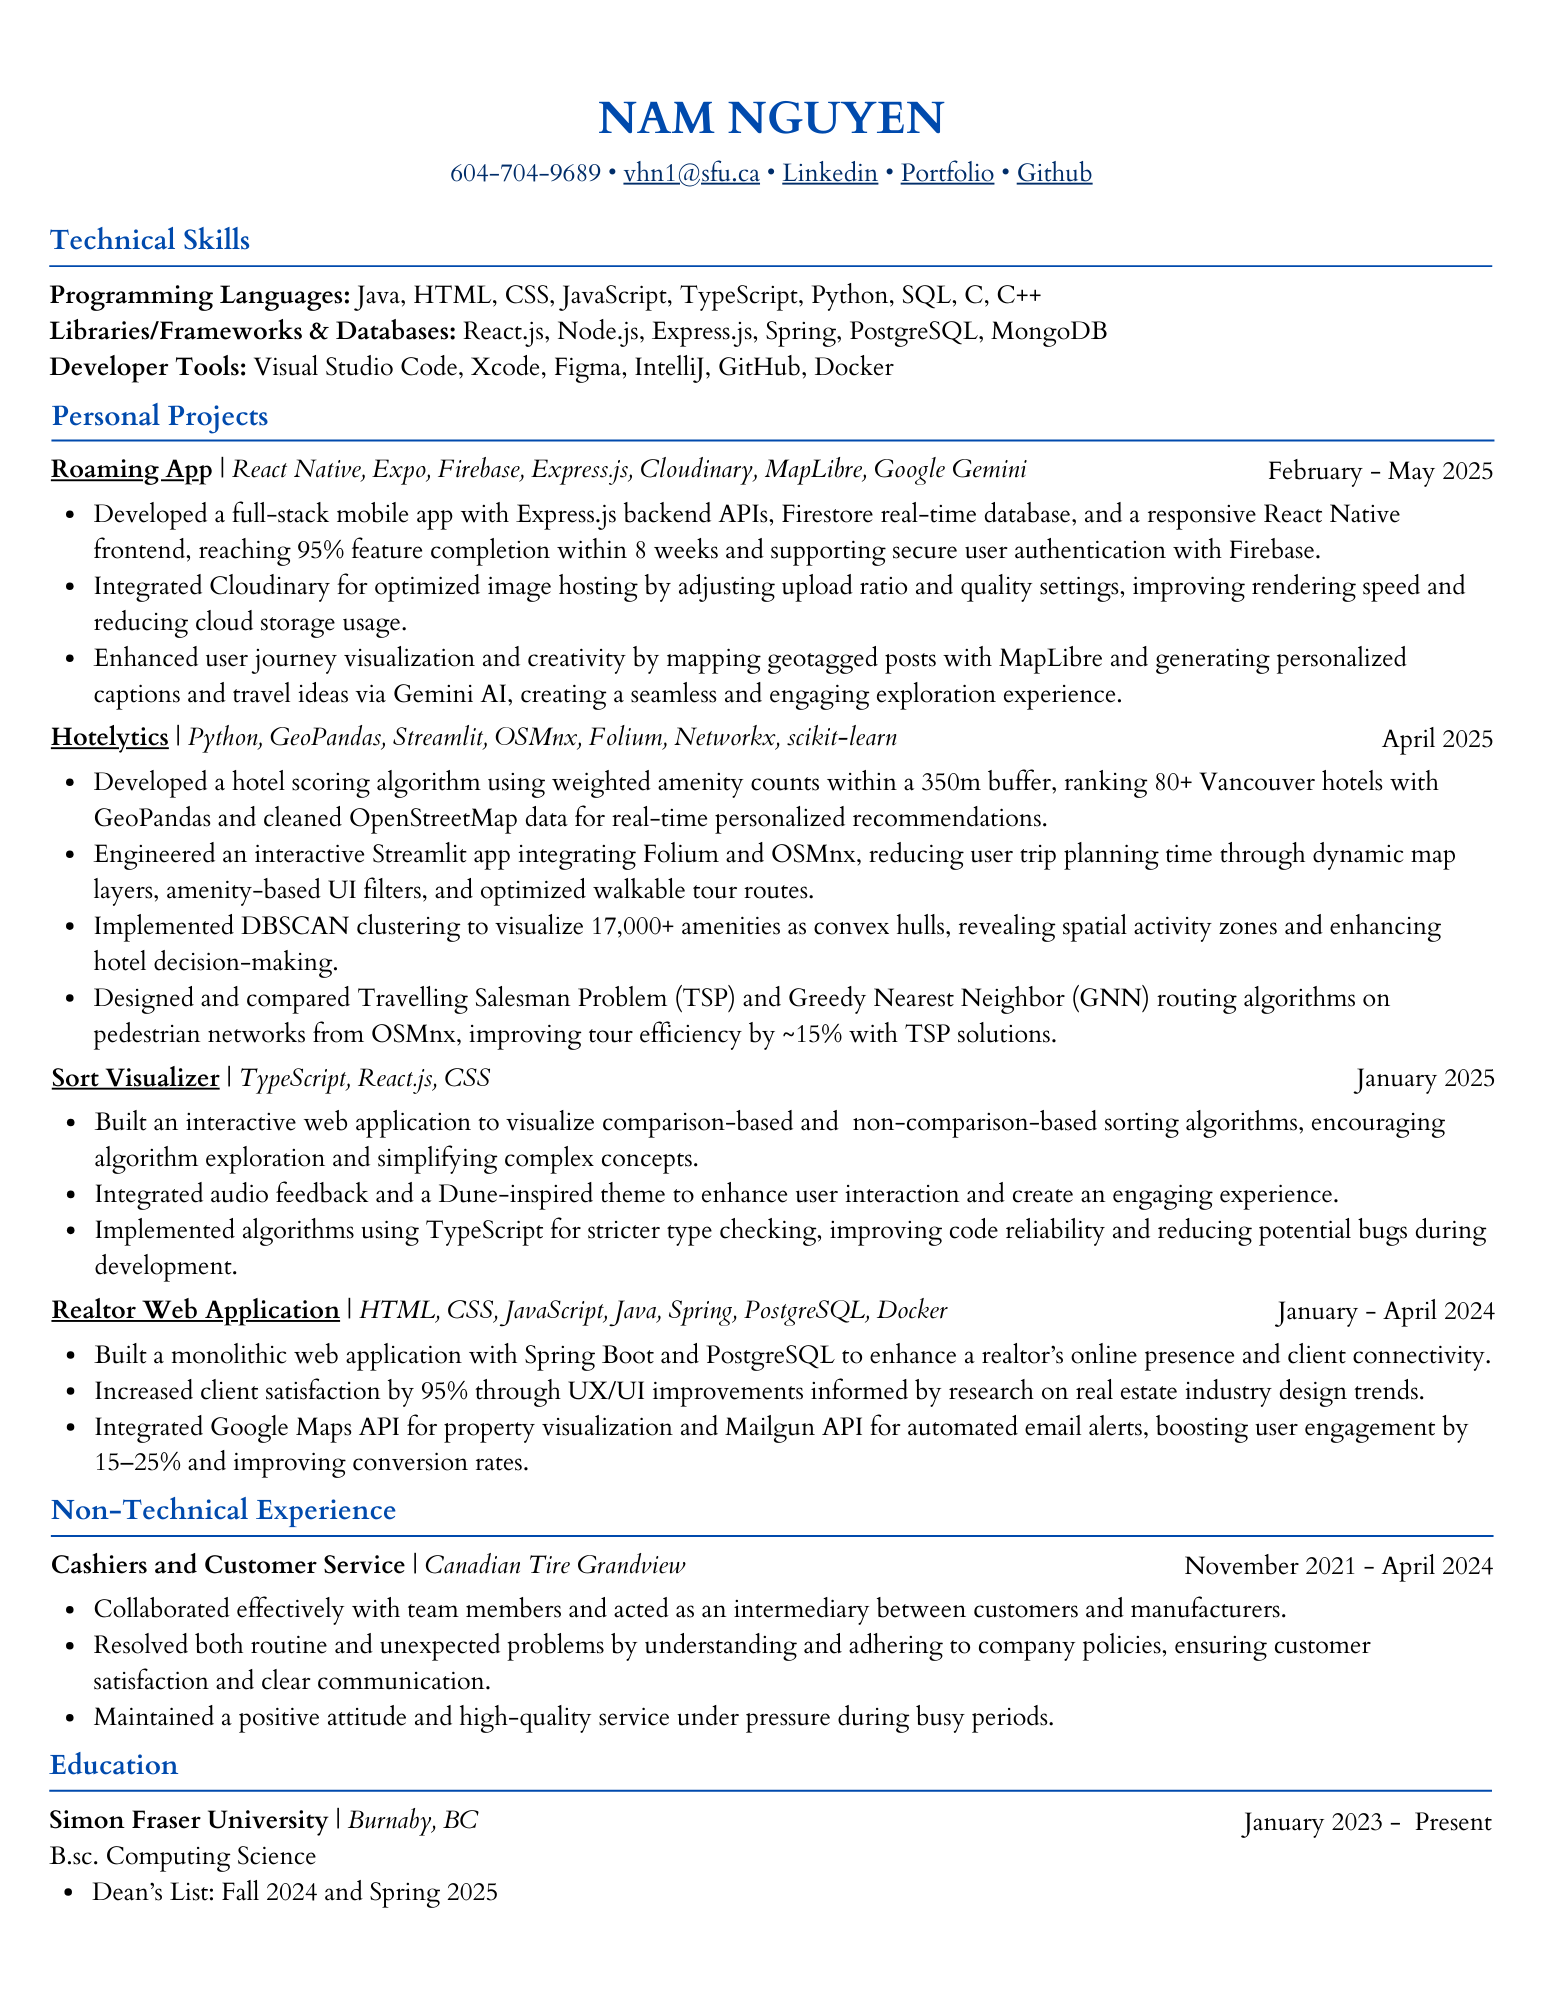 NAM NGUYEN
604-704-9689 • vhn1@sfu.ca • Linkedin • Portfolio • Github
Technical Skills
Programming Languages: Java, HTML, CSS, JavaScript, TypeScript, Python, SQL, C, C++
Libraries/Frameworks & Databases: React.js, Node.js, Express.js, Spring, PostgreSQL, MongoDB
Developer Tools: Visual Studio Code, Xcode, Figma, IntelliJ, GitHub, Docker
Personal Projects
Roaming App | React Native, Expo, Firebase, Express.js, Cloudinary, MapLibre, Google Gemini February - May 2025
• Developed a full-stack mobile app with Express.js backend APIs, Firestore real-time database, and a responsive React Native
frontend, reaching 95% feature completion within 8 weeks and supporting secure user authentication with Firebase.
• Integrated Cloudinary for optimized image hosting by adjusting upload ratio and quality settings, improving rendering speed and
reducing cloud storage usage.
• Enhanced user journey visualization and creativity by mapping geotagged posts with MapLibre and generating personalized
captions and travel ideas via Gemini AI, creating a seamless and engaging exploration experience.
Hotelytics | Python, GeoPandas, Streamlit, OSMnx, Folium, Networkx, scikit-learn April 2025
• Developed a hotel scoring algorithm using weighted amenity counts within a 350m buffer, ranking 80+ Vancouver hotels with
GeoPandas and cleaned OpenStreetMap data for real-time personalized recommendations.
• Engineered an interactive Streamlit app integrating Folium and OSMnx, reducing user trip planning time through dynamic map
layers, amenity-based UI filters, and optimized walkable tour routes.
• Implemented DBSCAN clustering to visualize 17,000+ amenities as convex hulls, revealing spatial activity zones and enhancing
hotel decision-making.
• Designed and compared Travelling Salesman Problem (TSP) and Greedy Nearest Neighbor (GNN) routing algorithms on
pedestrian networks from OSMnx, improving tour efficiency by ~15% with TSP solutions.
Sort Visualizer | TypeScript, React.js, CSS January 2025
• Built an interactive web application to visualize comparison-based and  non-comparison-based sorting algorithms, encouraging
algorithm exploration and simplifying complex concepts.
• Integrated audio feedback and a Dune-inspired theme to enhance user interaction and create an engaging experience.
• Implemented algorithms using TypeScript for stricter type checking, improving code reliability and reducing potential bugs during
development.
Realtor Web Application | HTML, CSS, JavaScript, Java, Spring, PostgreSQL, Docker January - April 2024
• Built a monolithic web application with Spring Boot and PostgreSQL to enhance a realtor's online presence and client connectivity.
• Increased client satisfaction by 95% through UX/UI improvements informed by research on real estate industry design trends.
• Integrated Google Maps API for property visualization and Mailgun API for automated email alerts, boosting user engagement by
15–25% and improving conversion rates.
Non-Technical Experience
Cashiers and Customer Service | Canadian Tire Grandview November 2021 - April 2024
• Collaborated effectively with team members and acted as an intermediary between customers and manufacturers.
• Resolved both routine and unexpected problems by understanding and adhering to company policies, ensuring customer
satisfaction and clear communication.
• Maintained a positive attitude and high-quality service under pressure during busy periods.
Education
Simon Fraser University | Burnaby, BC January 2023 -  Present
B.sc. Computing Science
• Dean's List: Fall 2024 and Spring 2025